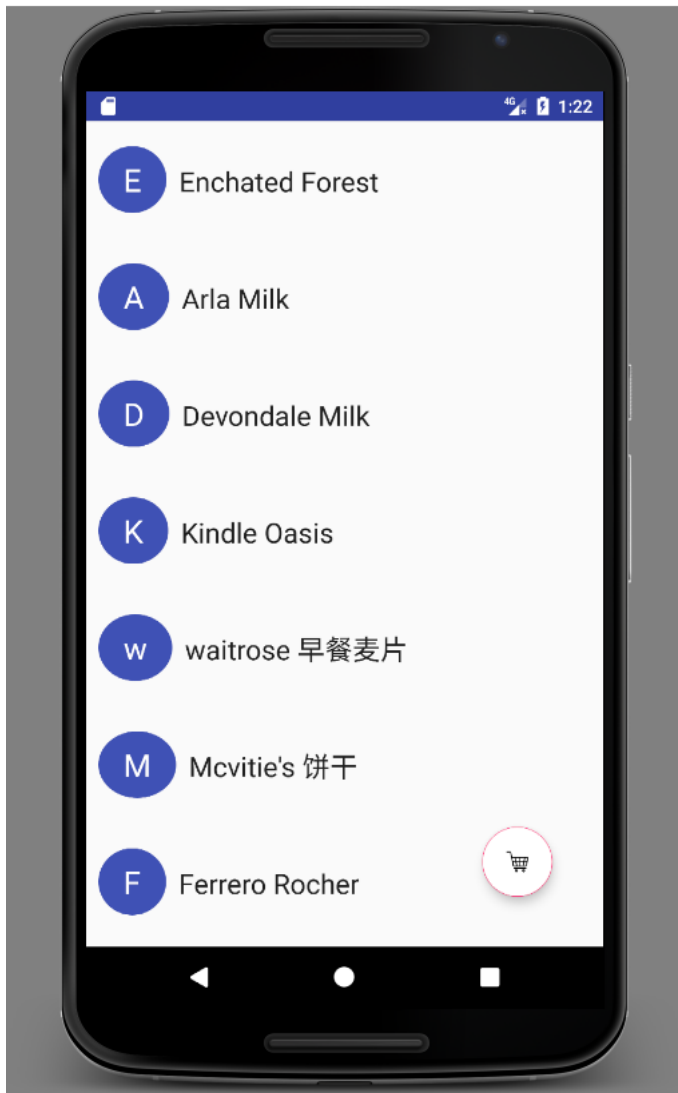 4G 1:22
E Enchated Forest
A Arla Milk
D Devondale Milk
K Kindle Oasis
w waitrose 早餐麦片
M Mcvitie's 饼干
F Ferrero Rocher